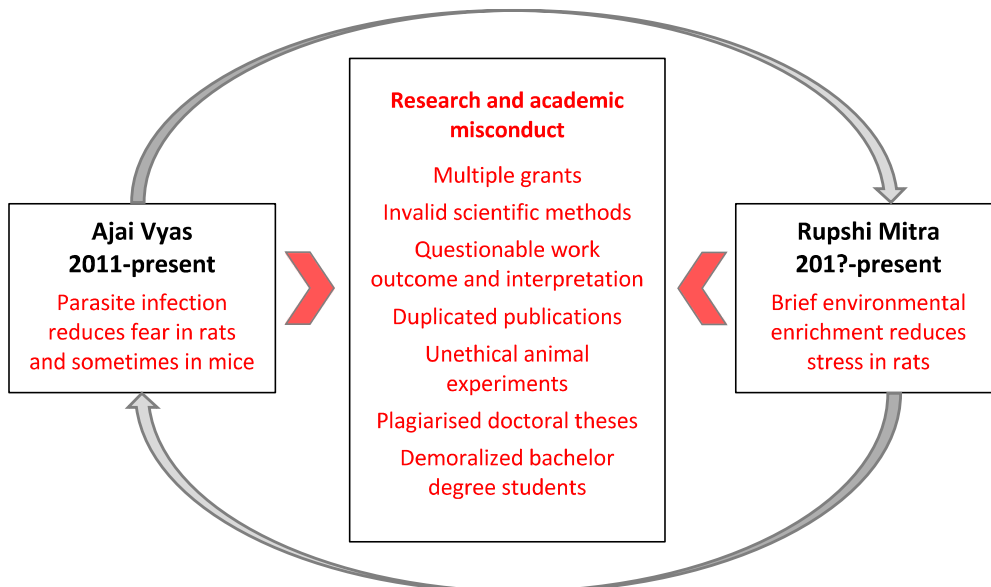 Research and academic
misconduct
Multiple grants
Invalid scientific methods
Questionable work
outcome and interpretation
Duplicated publications
Unethical animal
experiments
Plagiarised doctoral theses
Demoralized bachelor
degree students
Ajai Vyas
2011-present
Parasite infection
reduces fear in rats
and sometimes in mice
Rupshi Mitra
201?-present
Brief environmental
enrichment reduces
stress in rats